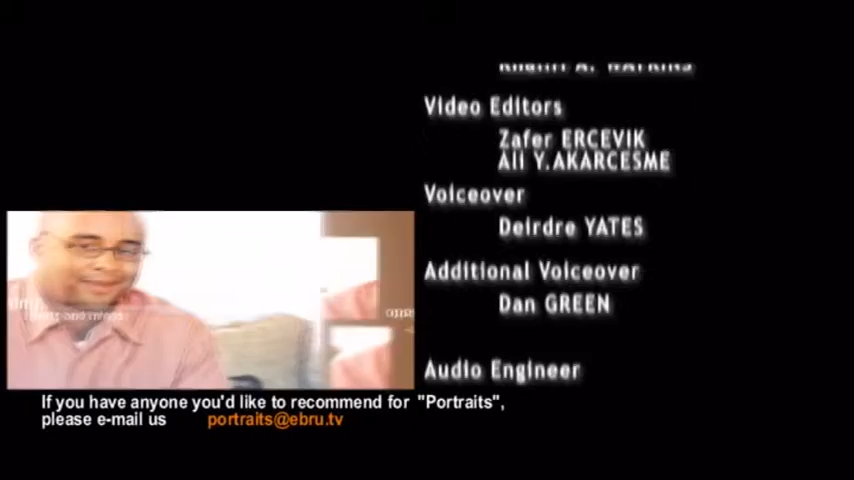 Video Editors
Zafer ERCEVIK
Ali Y.AKARCESME
Voiceover
Deirdre YATES
Additional Voiceover
Dan GREEN
Audio Engineer
If you have anyone you'd like to recommend for "Portraits",
please e-mail us portraits@ebru.tv